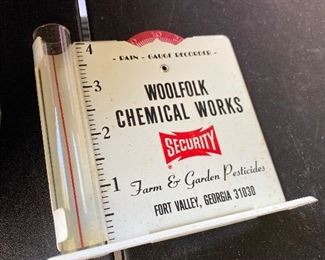 - RAIN - GAUGE RECORDER -
4
3
2
1
WOOLFOLK
CHEMICAL WORKS
SECURITY
®
Farm & Garden Pesticides
FORT VALLEY, GEORGIA 31030